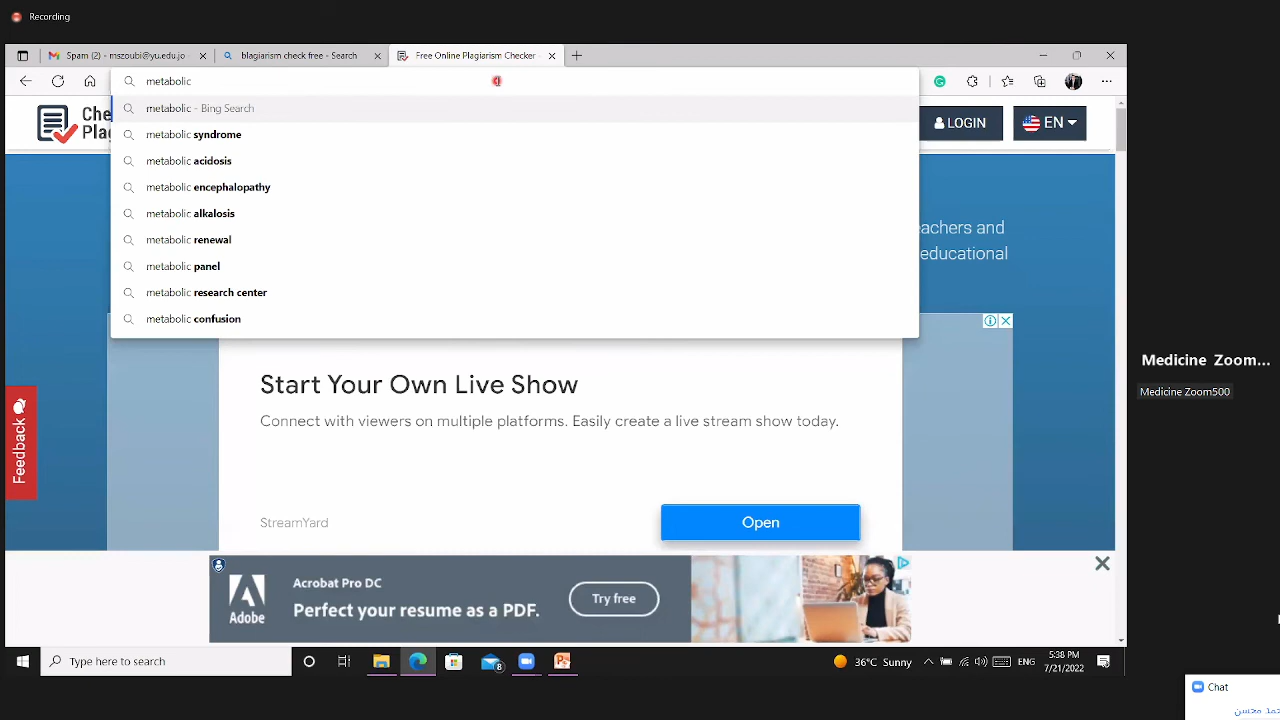 Recording
Spam (2) - mszoubi@yu.edu.jo
blagiarism check free - Search
Free Online Plagiarism Checker
metabolic
metabolic - Bing Search
metabolic syndrome
metabolic acidosis
metabolic encephalopathy
metabolic alkalosis
metabolic renewal
metabolic panel
metabolic research center
metabolic confusion
LOGIN
EN
Feedback
Start Your Own Live Show
Connect with viewers on multiple platforms. Easily create a live stream show today.
StreamYard
Open
Adobe
Acrobat Pro DC
Perfect your resume as a PDF.
Try free
Medicine Zoom...
Medicine Zoom500
Type here to search
8
36°C Sunny
ENG
5:38 PM
7/21/2022
Chat